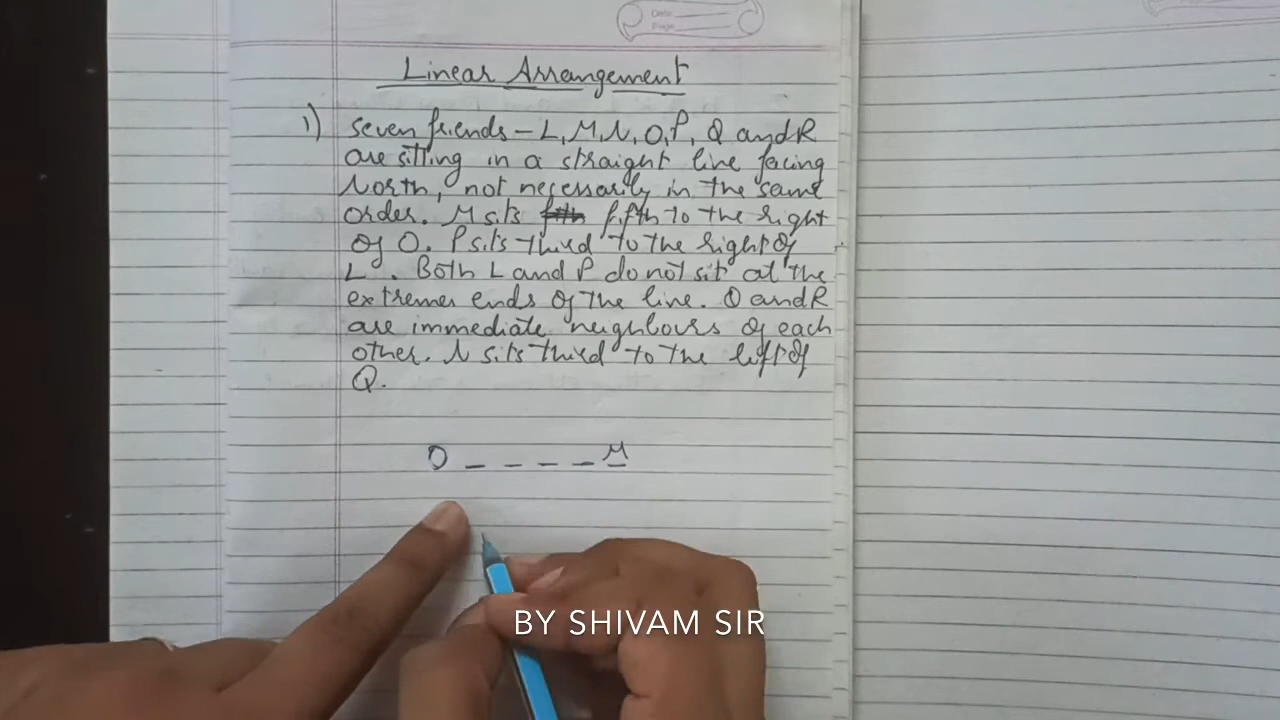 Date:
Page
Linear Arrangement
1) Seven friends – L, M, N, O, P, Q and R
are sitting in a straight line facing
North, not necessarily in the same
order. M sits fifth to the right
of O. P sits third to the right of
L. Both L and P do not sit at the
extreme ends of the line. Q and R
are immediate neighbours of each
other. N sits third to the left of
Q.
O _ _ _ _ M
BY SHIVAM SIR